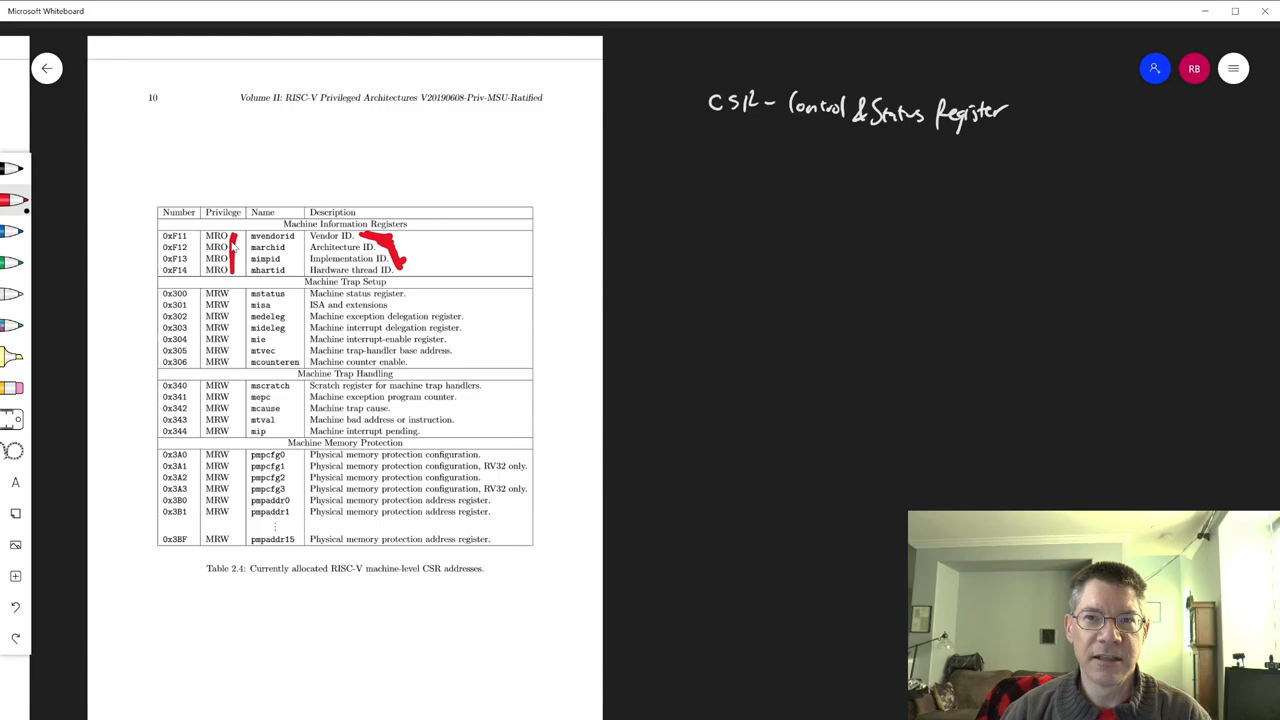 Microsoft Whiteboard
RB
CSR - Control & Status Register
10 Volume II: RISC-V Privileged Architectures V20190608-Priv-MSU-Ratified
Number Privilege Name Description
Machine Information Registers
0xF11 MRO mvendorid Vendor ID.
0xF12 MRO marchid Architecture ID.
0xF13 MRO mimpid Implementation ID.
0xF14 MRO mhartid Hardware thread ID.
Machine Trap Setup
0x300 MRW mstatus Machine status register.
0x301 MRW misa ISA and extensions
0x302 MRW medeleg Machine exception delegation register.
0x303 MRW mideleg Machine interrupt delegation register.
0x304 MRW mie Machine interrupt-enable register.
0x305 MRW mtvec Machine trap-handler base address.
0x306 MRW mcounteren Machine counter enable.
Machine Trap Handling
0x340 MRW mscratch Scratch register for machine trap handlers.
0x341 MRW mepc Machine exception program counter.
0x342 MRW mcause Machine trap cause.
0x343 MRW mtval Machine bad address or instruction.
0x344 MRW mip Machine interrupt pending.
Machine Memory Protection
0x3A0 MRW pmpcfg0 Physical memory protection configuration.
0x3A1 MRW pmpcfg1 Physical memory protection configuration, RV32 only.
0x3A2 MRW pmpcfg2 Physical memory protection configuration.
0x3A3 MRW pmpcfg3 Physical memory protection configuration, RV32 only.
0x3B0 MRW pmpaddr0 Physical memory protection address register.
0x3B1 MRW pmpaddr1 Physical memory protection address register.
⋮
0x3BF MRW pmpaddr15 Physical memory protection address register.
Table 2.4: Currently allocated RISC-V machine-level CSR addresses.
A